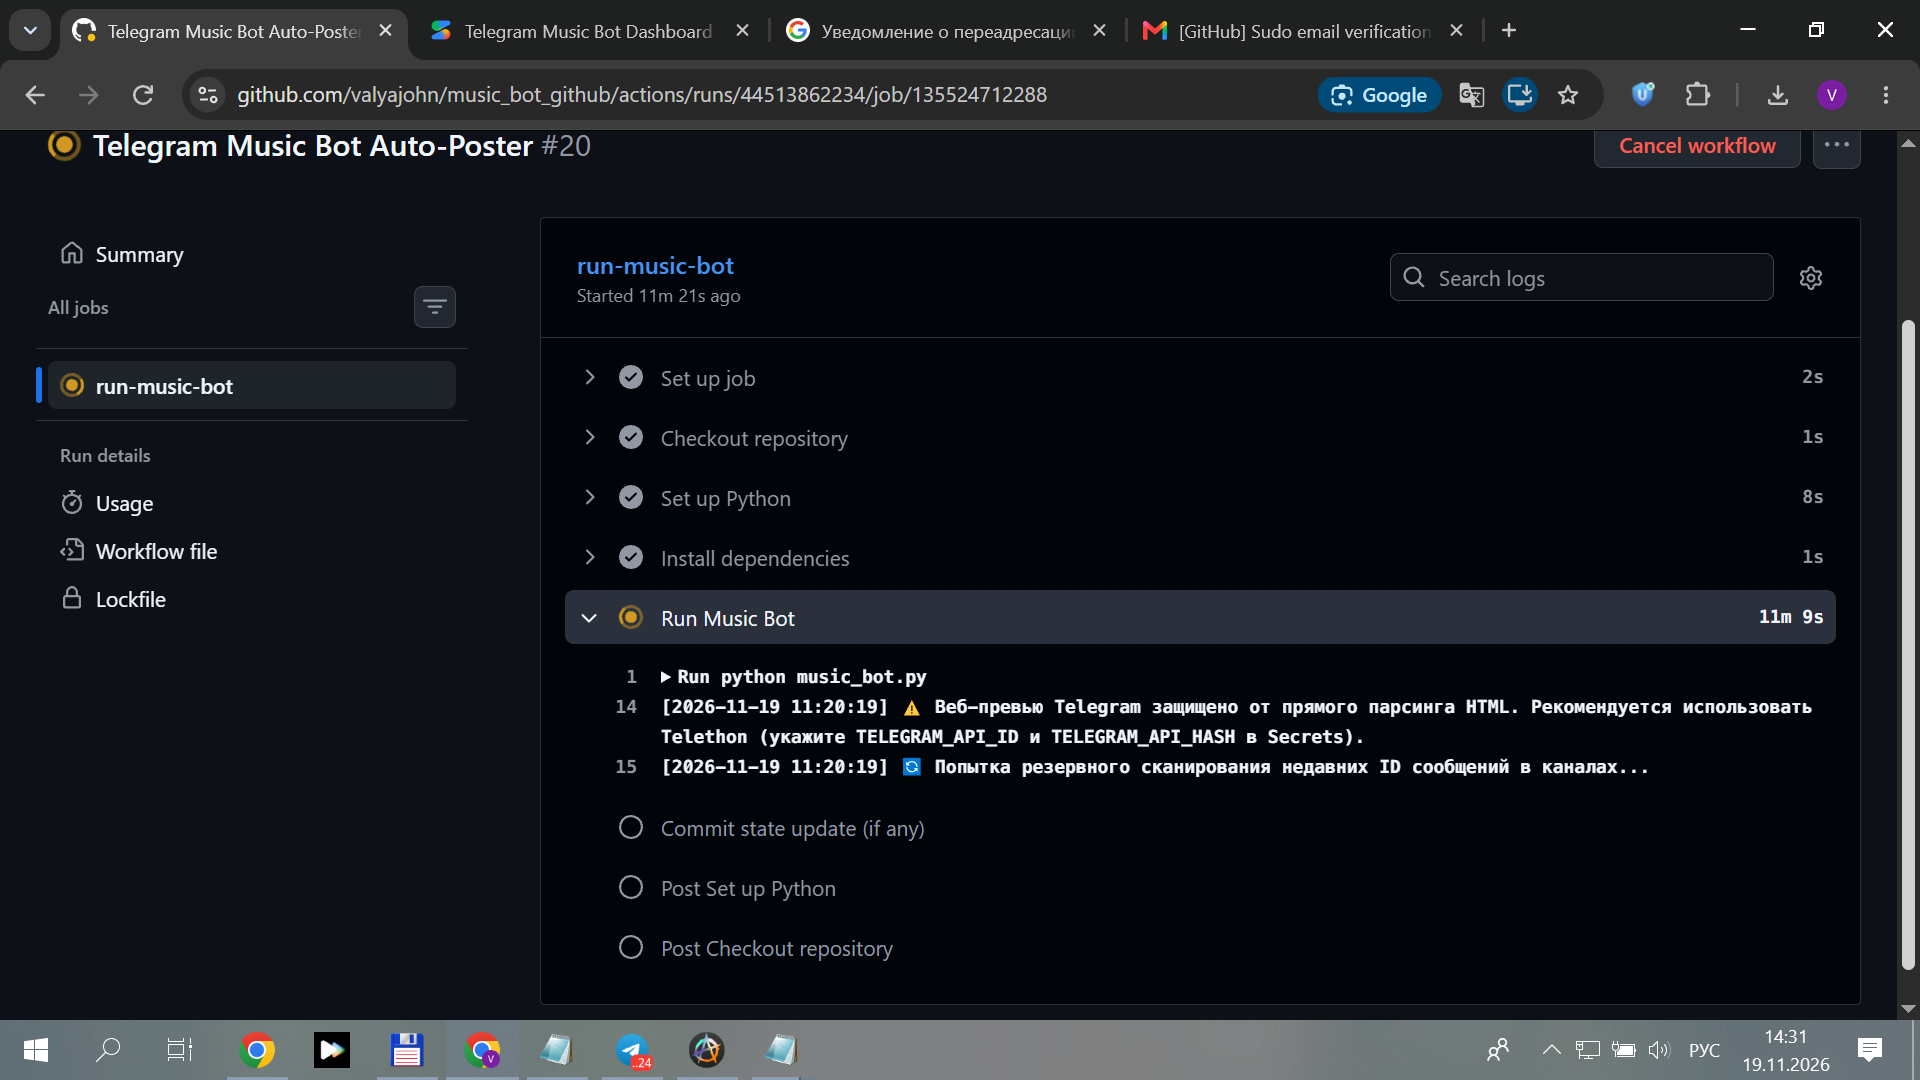 Telegram Music Bot Auto-Poste
Telegram Music Bot Dashboard
Уведомление о переадресаци
[GitHub] Sudo email verification
github.com/valyajohn/music_bot_github/actions/runs/44513862234/job/135524712288
Google
V
Telegram Music Bot Auto-Poster #20
Cancel workflow
Summary
All jobs
run-music-bot
Run details
Usage
Workflow file
Lockfile
run-music-bot
Started 11m 21s ago
Search logs
Set up job 2s
Checkout repository 1s
Set up Python 8s
Install dependencies 1s
Run Music Bot 11m 9s
1 Run python music_bot.py
14 [2026-11-19 11:20:19] ⚠️ Веб-превью Telegram защищено от прямого парсинга HTML. Рекомендуется использовать
Telethon (укажите TELEGRAM_API_ID и TELEGRAM_API_HASH в Secrets).
15 [2026-11-19 11:20:19] 🔄 Попытка резервного сканирования недавних ID сообщений в каналах...
Commit state update (if any)
Post Set up Python
Post Checkout repository
V
..24
РУС
14:31
19.11.2026